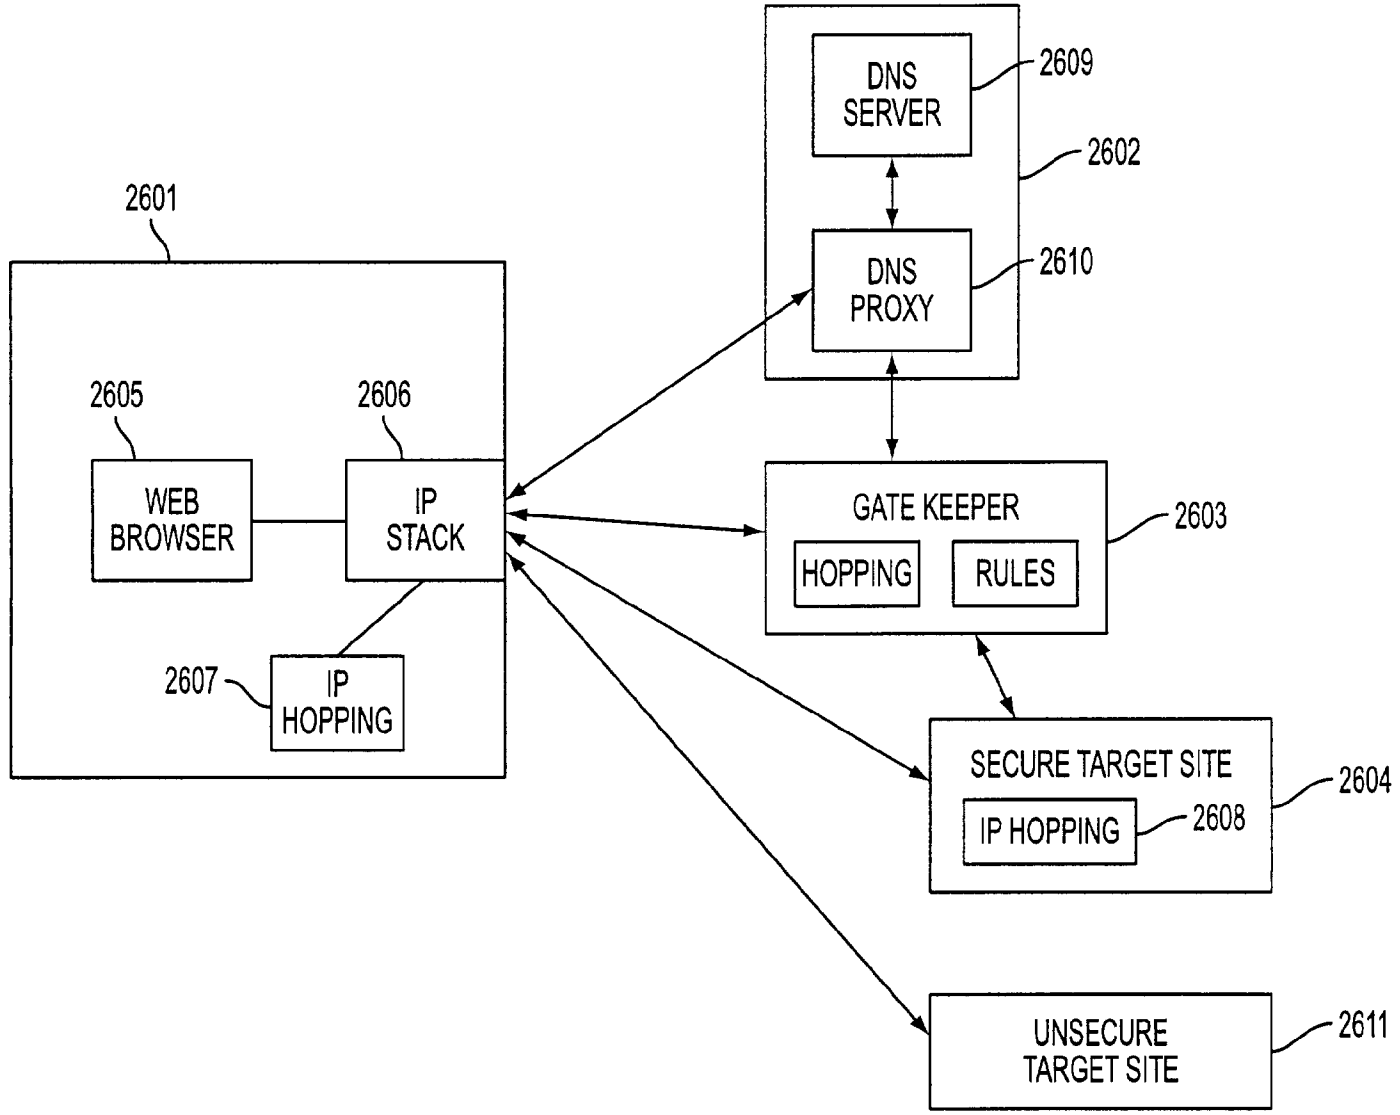 2601
2605
WEB
BROWSER
2606
IP
STACK
2607
IP
HOPPING
DNS
SERVER
2609
2602
DNS
PROXY
2610
GATE KEEPER
HOPPING
RULES
2603
SECURE TARGET SITE
IP HOPPING
2608
2604
UNSECURE
TARGET SITE
2611